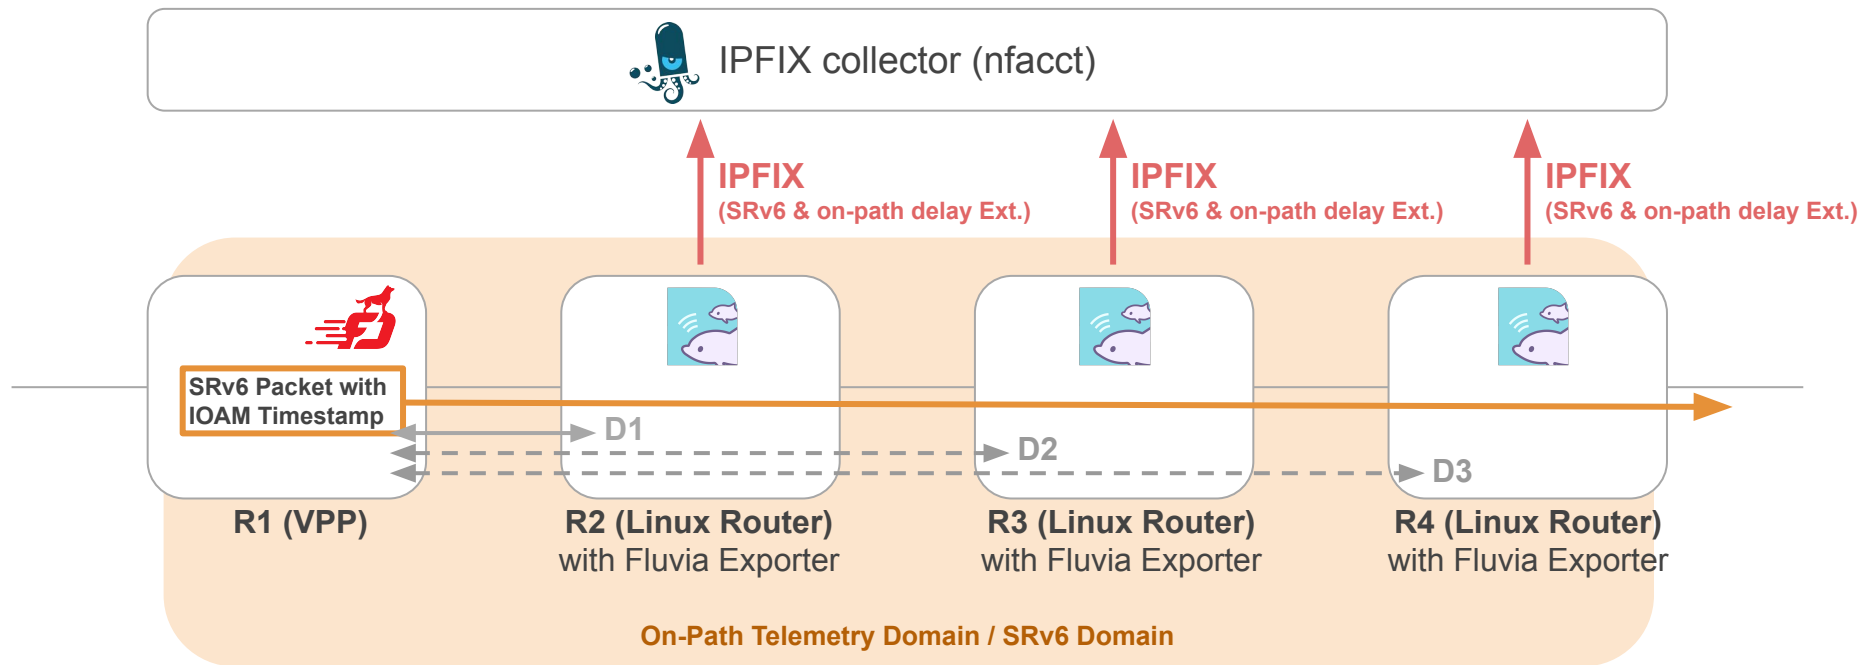 IPFIX collector (nfacct)
IPFIX
(SRv6 & on-path delay Ext.)
IPFIX
(SRv6 & on-path delay Ext.)
IPFIX
(SRv6 & on-path delay Ext.)
SRv6 Packet with
IOAM Timestamp
D1
D2
D3
R1 (VPP)
R2 (Linux Router)
with Fluvia Exporter
R3 (Linux Router)
with Fluvia Exporter
R4 (Linux Router)
with Fluvia Exporter
On-Path Telemetry Domain / SRv6 Domain